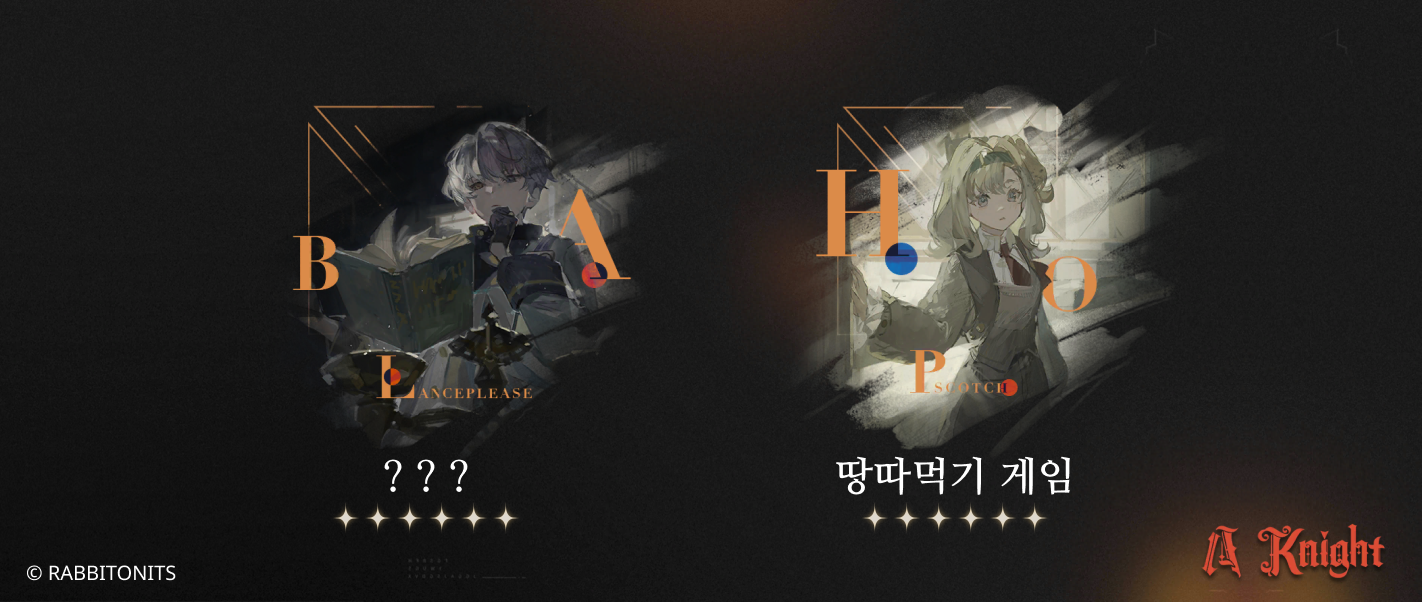 B A
LANCEPLEASE
H O
PSCOTCH
? ? ?
땅따먹기 게임
© RABBITONITS
A Knight